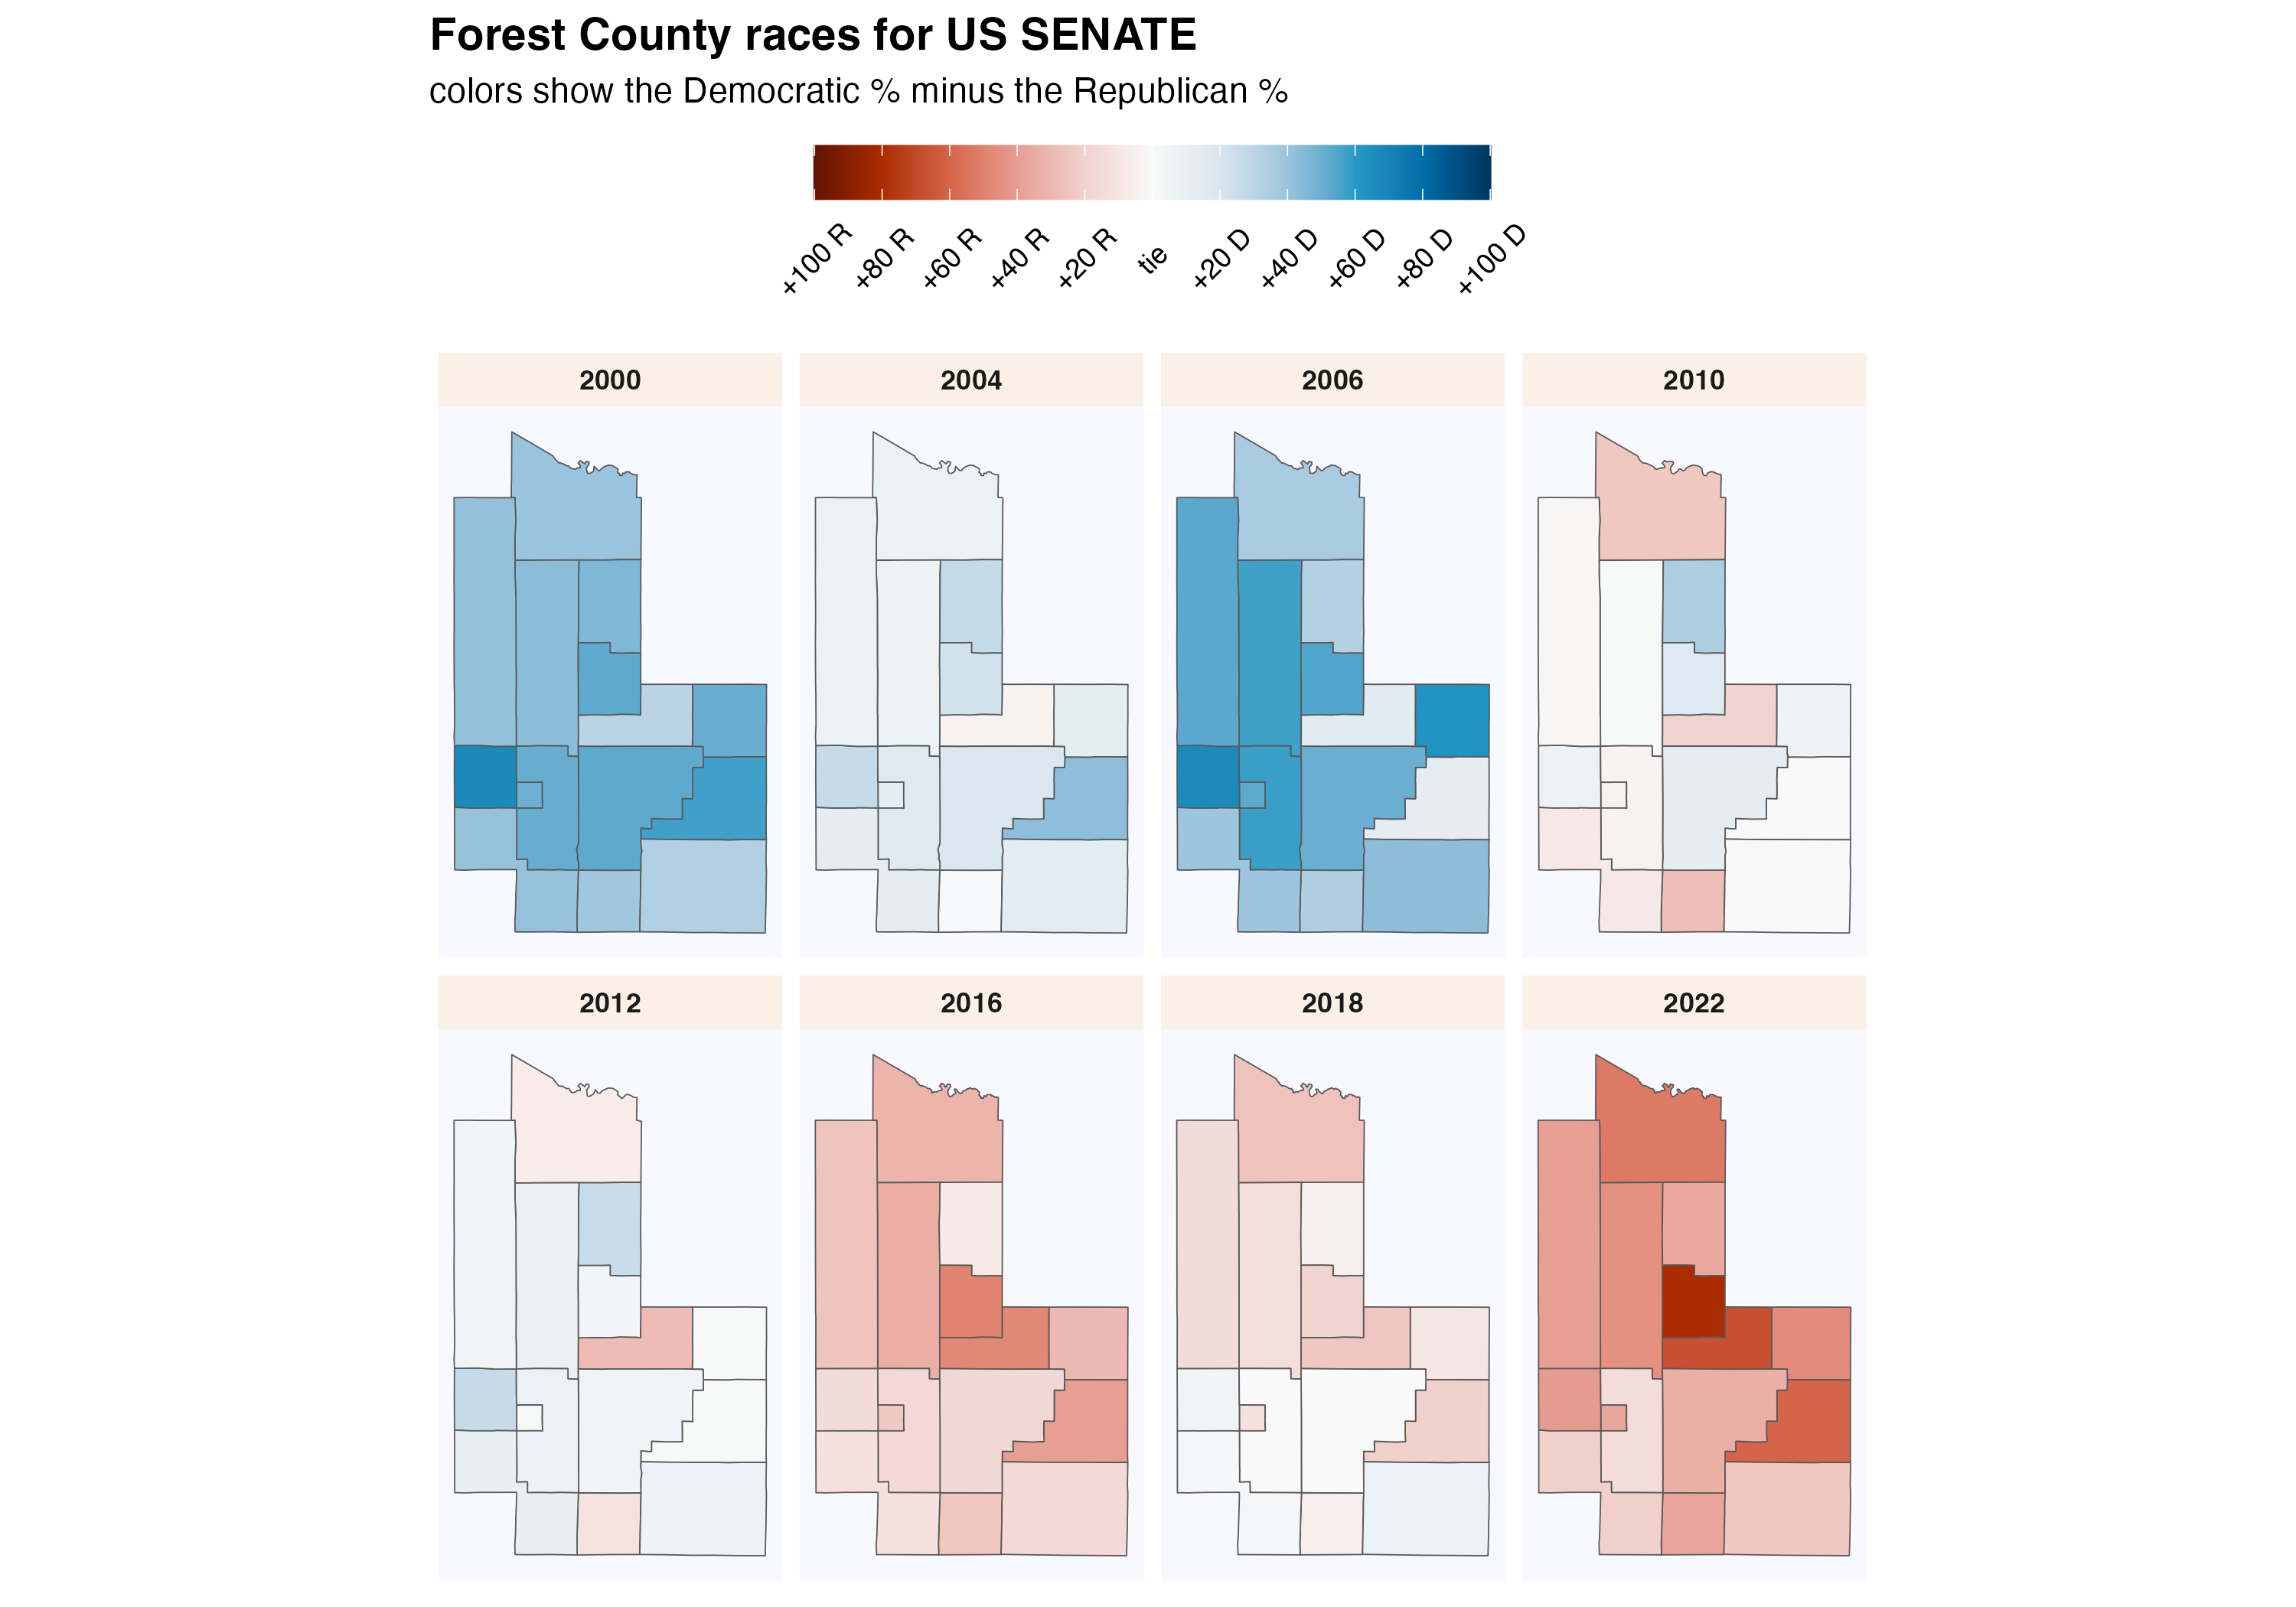 Forest County races for US SENATE
colors show the Democratic % minus the Republican %
+100 R +80 R +60 R +40 R +20 R tie +20 D +40 D +60 D +80 D +100 D
2000 2004 2006 2010
2012 2016 2018 2022